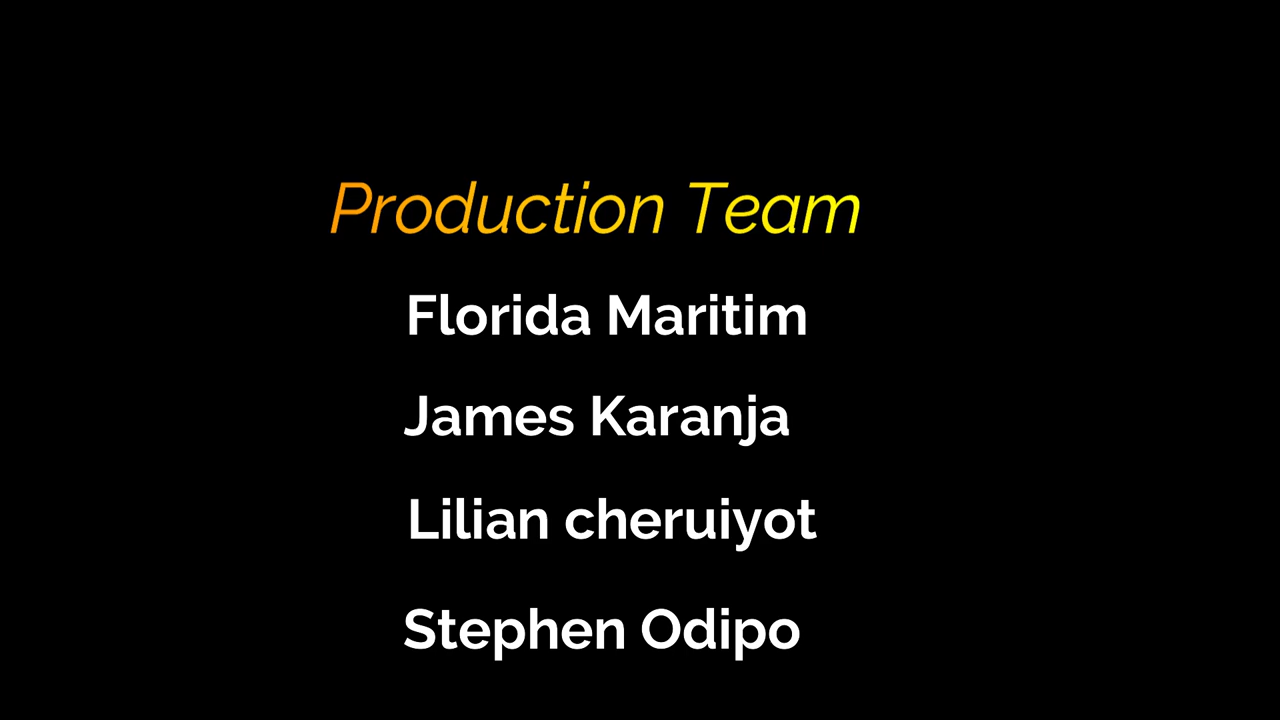 Production Team
Florida Maritim
James Karanja
Lilian cheruiyot
Stephen Odipo